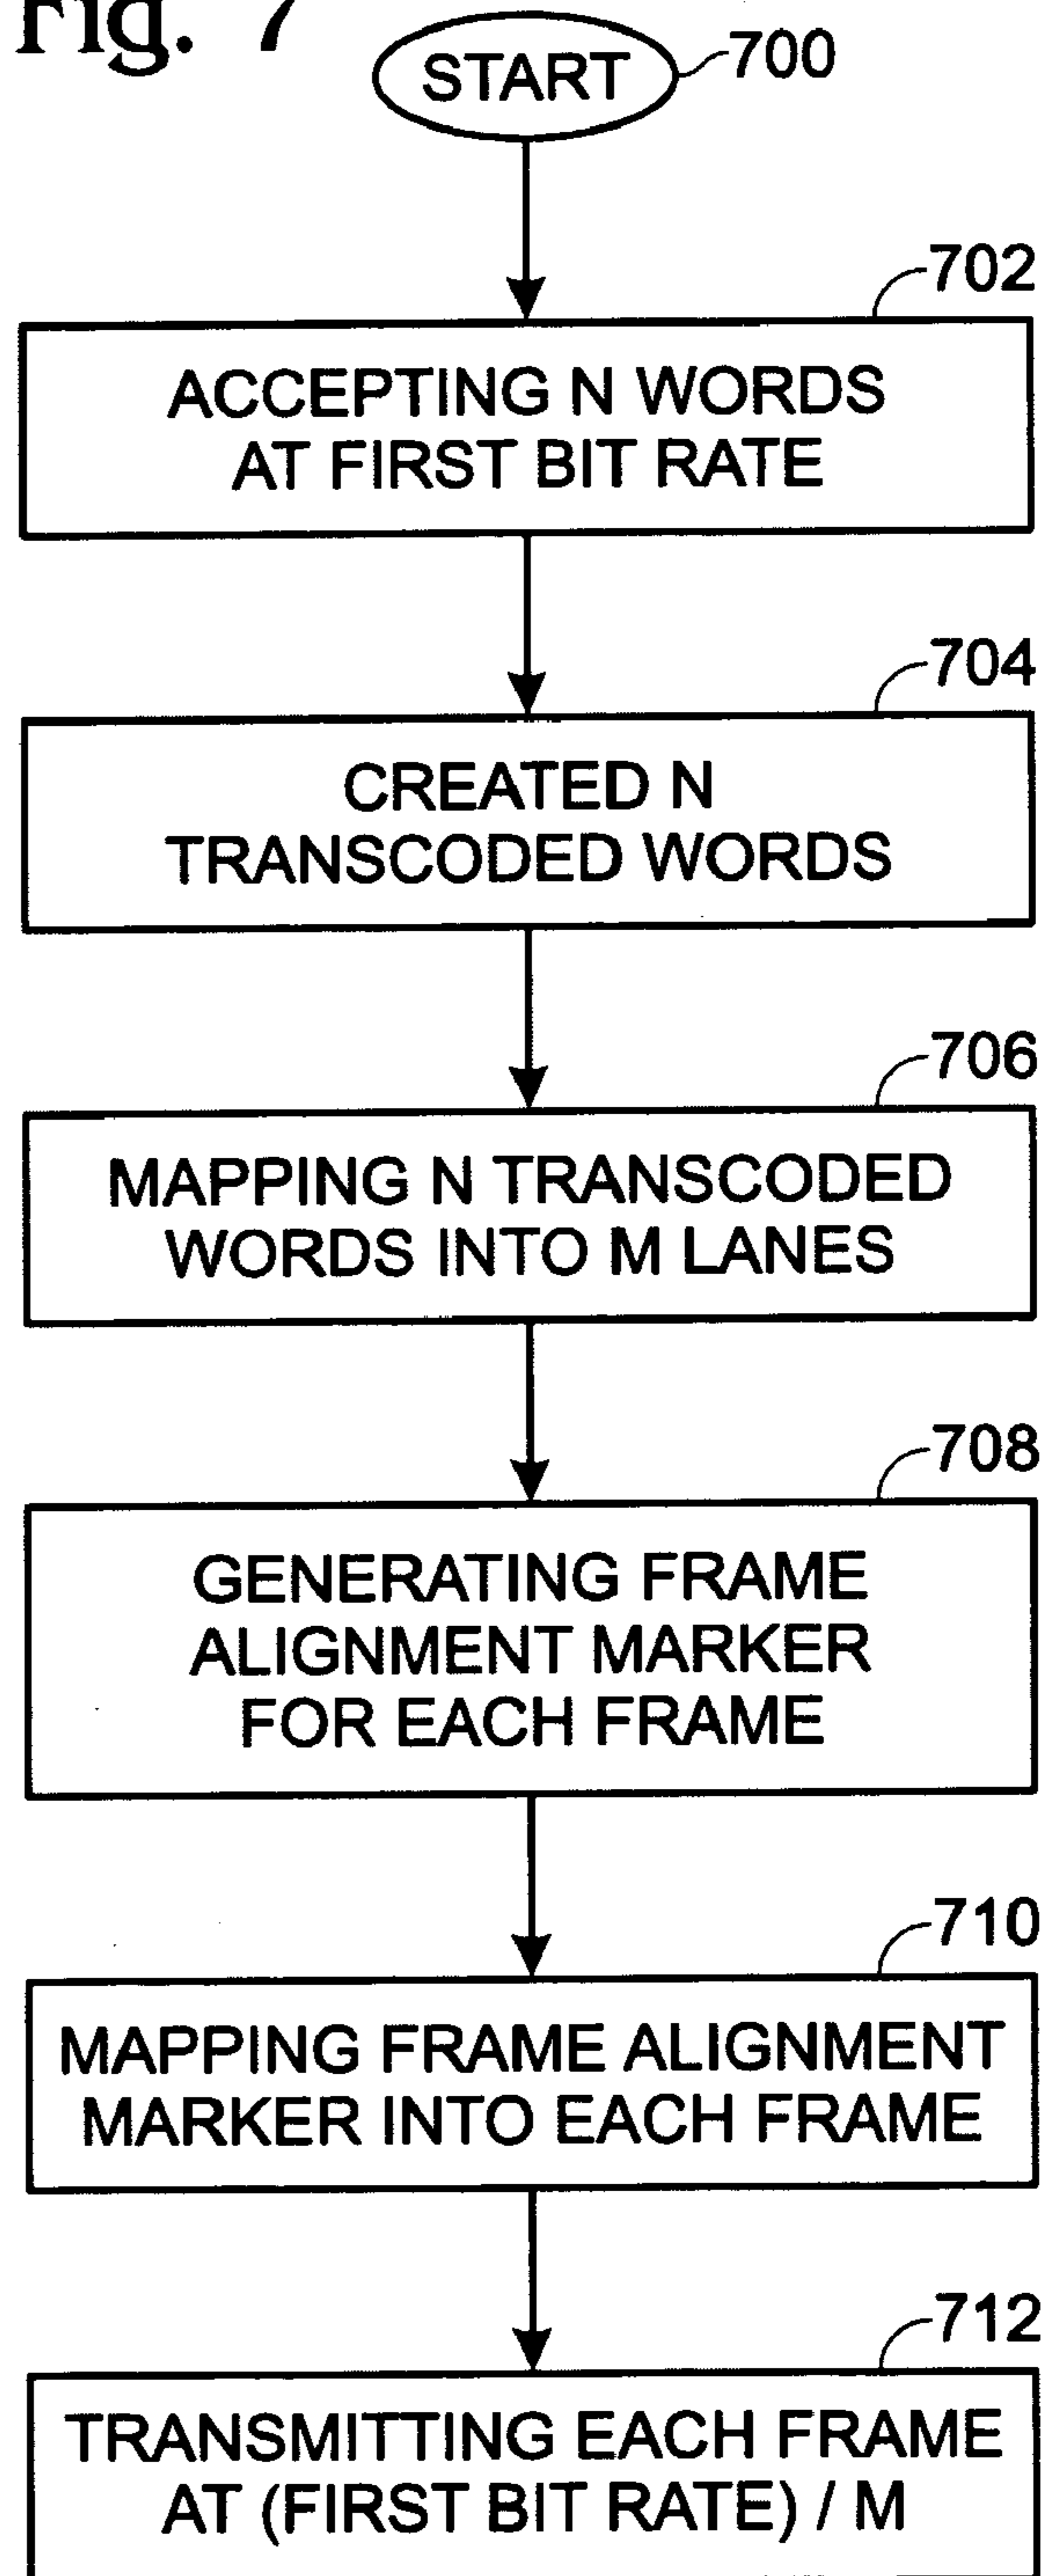 Fig. 7
START
700
702
ACCEPTING N WORDS
AT FIRST BIT RATE
704
CREATED N
TRANSCODED WORDS
706
MAPPING N TRANSCODED
WORDS INTO M LANES
708
GENERATING FRAME
ALIGNMENT MARKER
FOR EACH FRAME
710
MAPPING FRAME ALIGNMENT
MARKER INTO EACH FRAME
712
TRANSMITTING EACH FRAME
AT (FIRST BIT RATE) / M